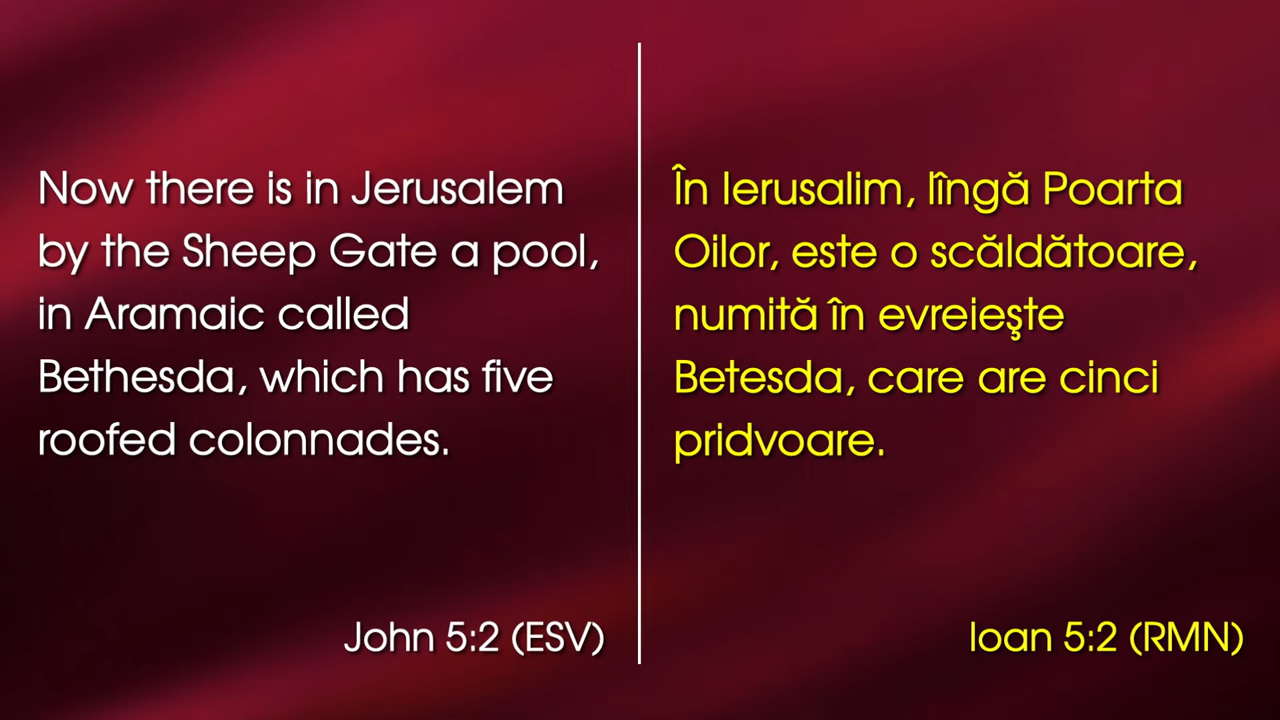 Now there is in Jerusalem
by the Sheep Gate a pool,
in Aramaic called
Bethesda, which has five
roofed colonnades.
John 5:2 (ESV)
În Ierusalim, lîngă Poarta
Oilor, este o scăldătoare,
numită în evreieşte
Betesda, care are cinci
pridvoare.
Ioan 5:2 (RMN)